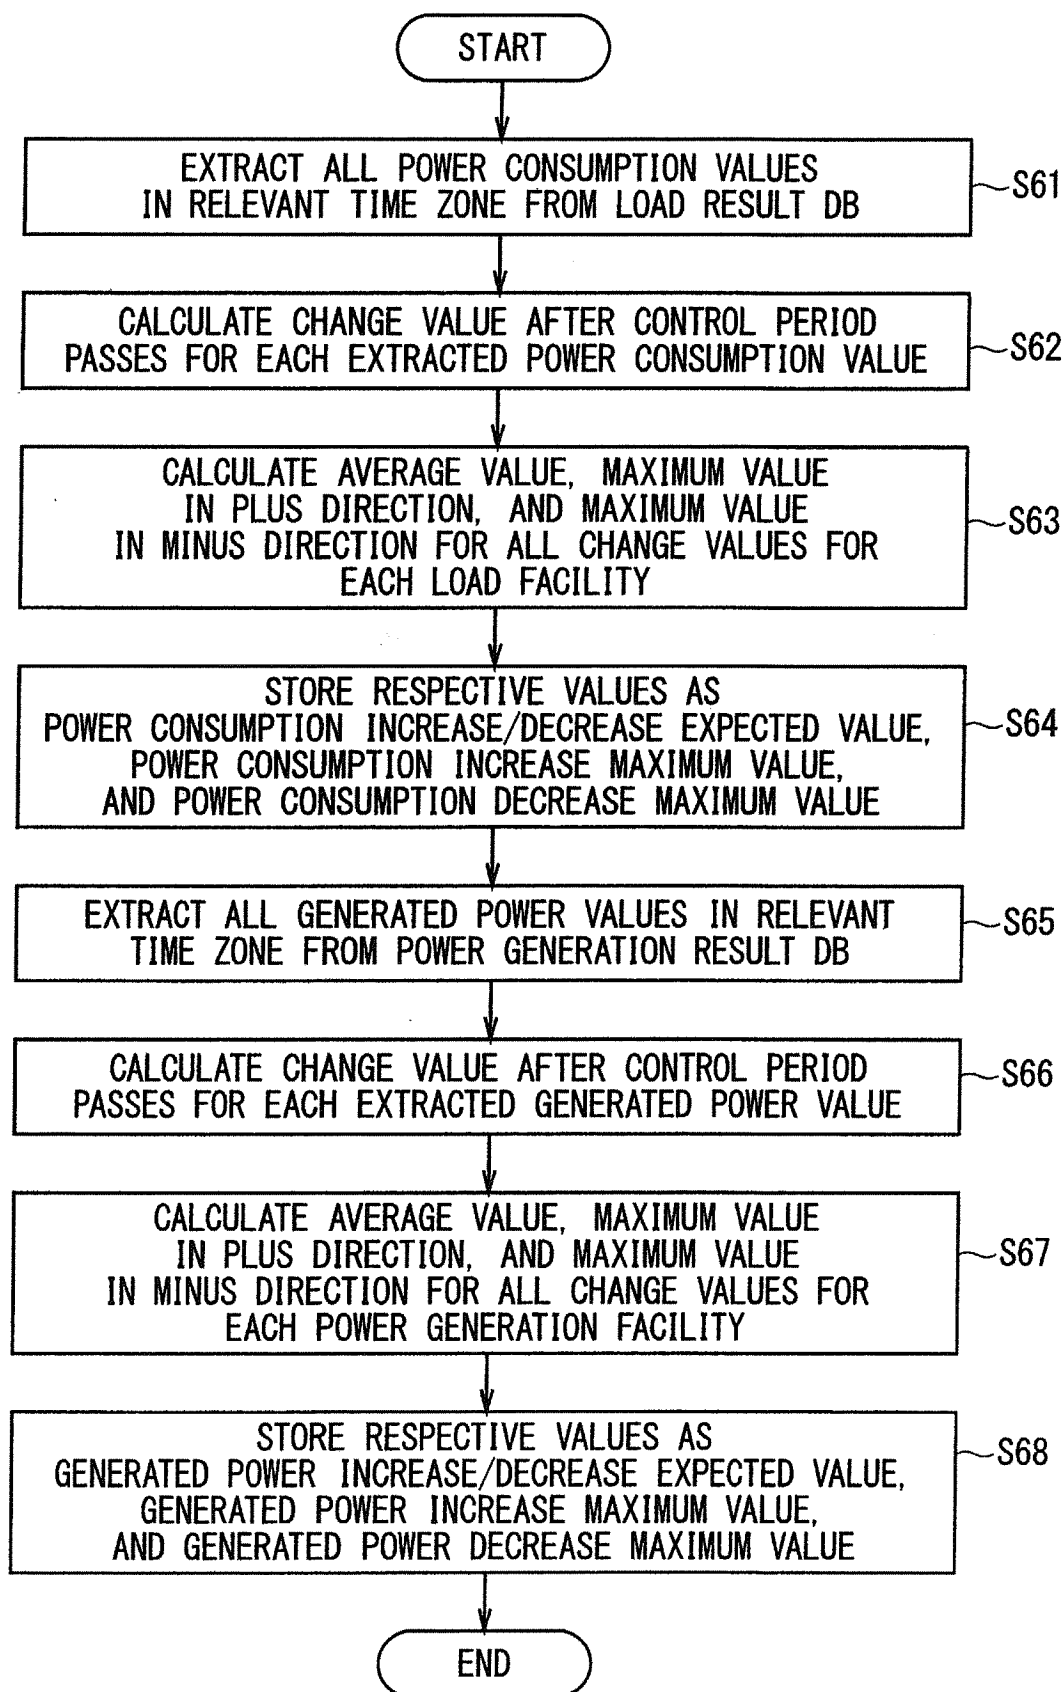 START
EXTRACT ALL POWER CONSUMPTION VALUES
IN RELEVANT TIME ZONE FROM LOAD RESULT DB
S61
CALCULATE CHANGE VALUE AFTER CONTROL PERIOD
PASSES FOR EACH EXTRACTED POWER CONSUMPTION VALUE
S62
CALCULATE AVERAGE VALUE, MAXIMUM VALUE
IN PLUS DIRECTION, AND MAXIMUM VALUE
IN MINUS DIRECTION FOR ALL CHANGE VALUES FOR
EACH LOAD FACILITY
S63
STORE RESPECTIVE VALUES AS
POWER CONSUMPTION INCREASE/DECREASE EXPECTED VALUE,
POWER CONSUMPTION INCREASE MAXIMUM VALUE,
AND POWER CONSUMPTION DECREASE MAXIMUM VALUE
S64
EXTRACT ALL GENERATED POWER VALUES IN RELEVANT
TIME ZONE FROM POWER GENERATION RESULT DB
S65
CALCULATE CHANGE VALUE AFTER CONTROL PERIOD
PASSES FOR EACH EXTRACTED GENERATED POWER VALUE
S66
CALCULATE AVERAGE VALUE, MAXIMUM VALUE
IN PLUS DIRECTION, AND MAXIMUM VALUE
IN MINUS DIRECTION FOR ALL CHANGE VALUES FOR
EACH POWER GENERATION FACILITY
S67
STORE RESPECTIVE VALUES AS
GENERATED POWER INCREASE/DECREASE EXPECTED VALUE,
GENERATED POWER INCREASE MAXIMUM VALUE,
AND GENERATED POWER DECREASE MAXIMUM VALUE
S68
END